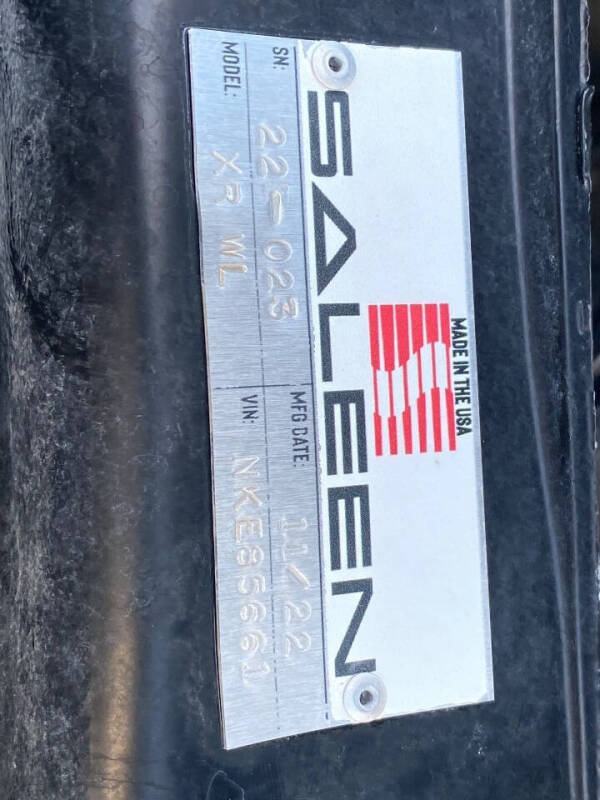 MADE IN THE USA
SALEEN
SN: 22-023 MFG DATE: 11/22
MODEL: XR WL VIN: NKE85661